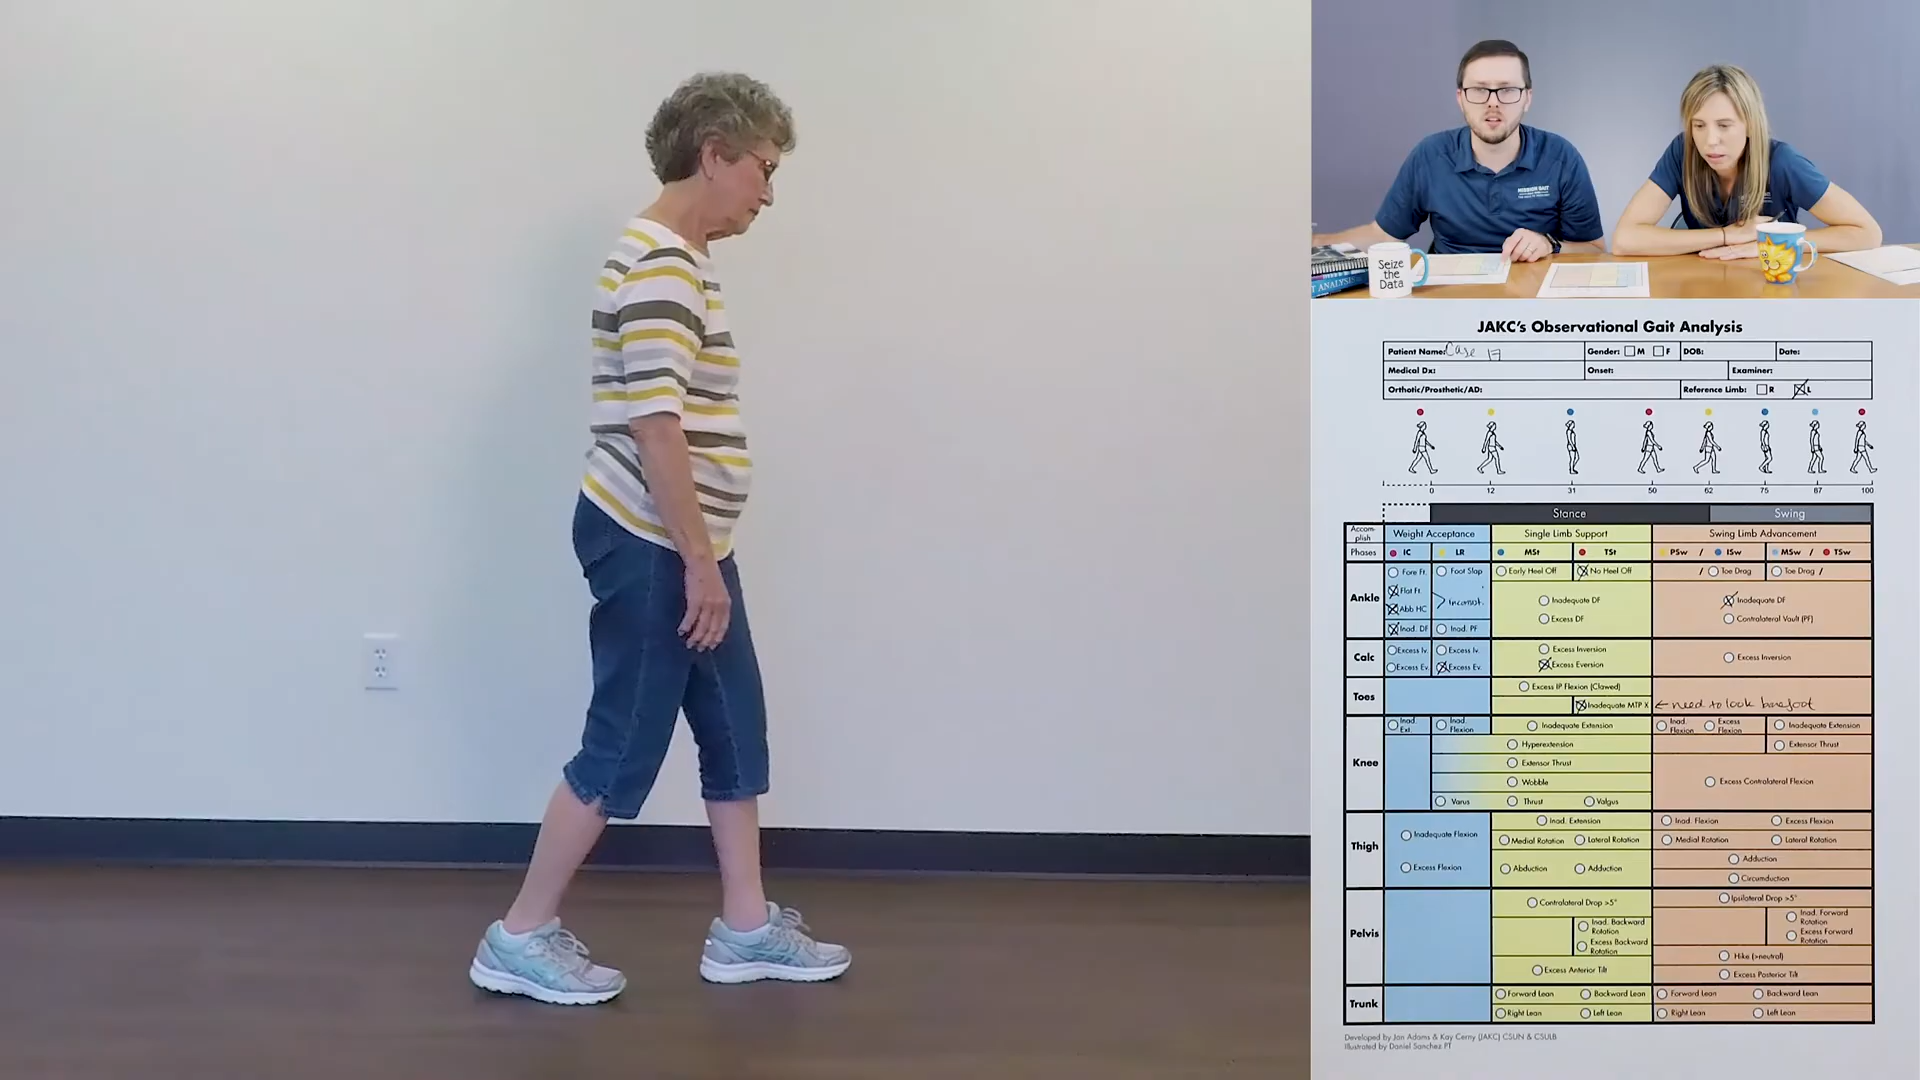 MISSION GAIT
Seize
the
Data
T ANALYSIS
JAKC's Observational Gait Analysis
Patient Name: Case 17 Gender: M F DOB: Date:
Medical Dx: Onset: Examiner:
Orthotic/Prosthetic/AD: Reference Limb: R L
0 12 31 50 62 75 87 100
Stance Swing
Accom-
plish Weight Acceptance Single Limb Support Swing Limb Advancement
Phases IC LR MSt TSt PSw / ISw MSw / TSw
Ankle
Fore Ft. Foot Slap Early Heel Off No Heel Off / Toe Drag Toe Drag /
Flat Ft. Inconsist. Inadequate DF Inadequate DF
Abb HC Excess DF Contralateral Vault (PF)
Inad. DF Inad. PF
Calc
Excess Iv. Excess Iv. Excess Inversion Excess Inversion
Excess Ev. Excess Ev. Excess Eversion
Toes
Excess IP Flexion (Clawed)
Inadequate MTP X ← need to look barefoot
Knee
Inad. Ext. Inad. Flexion Inadequate Extension Inad. Flexion Excess Flexion Inadequate Extension
Hyperextension Extensor Thrust
Extensor Thrust
Wobble Excess Contralateral Flexion
Varus Thrust Valgus
Thigh
Inadequate Flexion Inad. Extension Inad. Flexion Excess Flexion
Medial Rotation Lateral Rotation Medial Rotation Lateral Rotation
Excess Flexion Abduction Adduction Adduction
Circumduction
Pelvis
Contralateral Drop >5° Ipsilateral Drop >5°
Inad. Backward Rotation Inad. Forward Rotation
Excess Backward Rotation Excess Forward Rotation
Hike (>neutral)
Excess Anterior Tilt Excess Posterior Tilt
Trunk
Forward Lean Backward Lean Forward Lean Backward Lean
Right Lean Left Lean Right Lean Left Lean
Developed by Jan Adams & Kay Cerny (JAKC) CSUN & CSULB
Illustrated by Daniel Sanchez PT